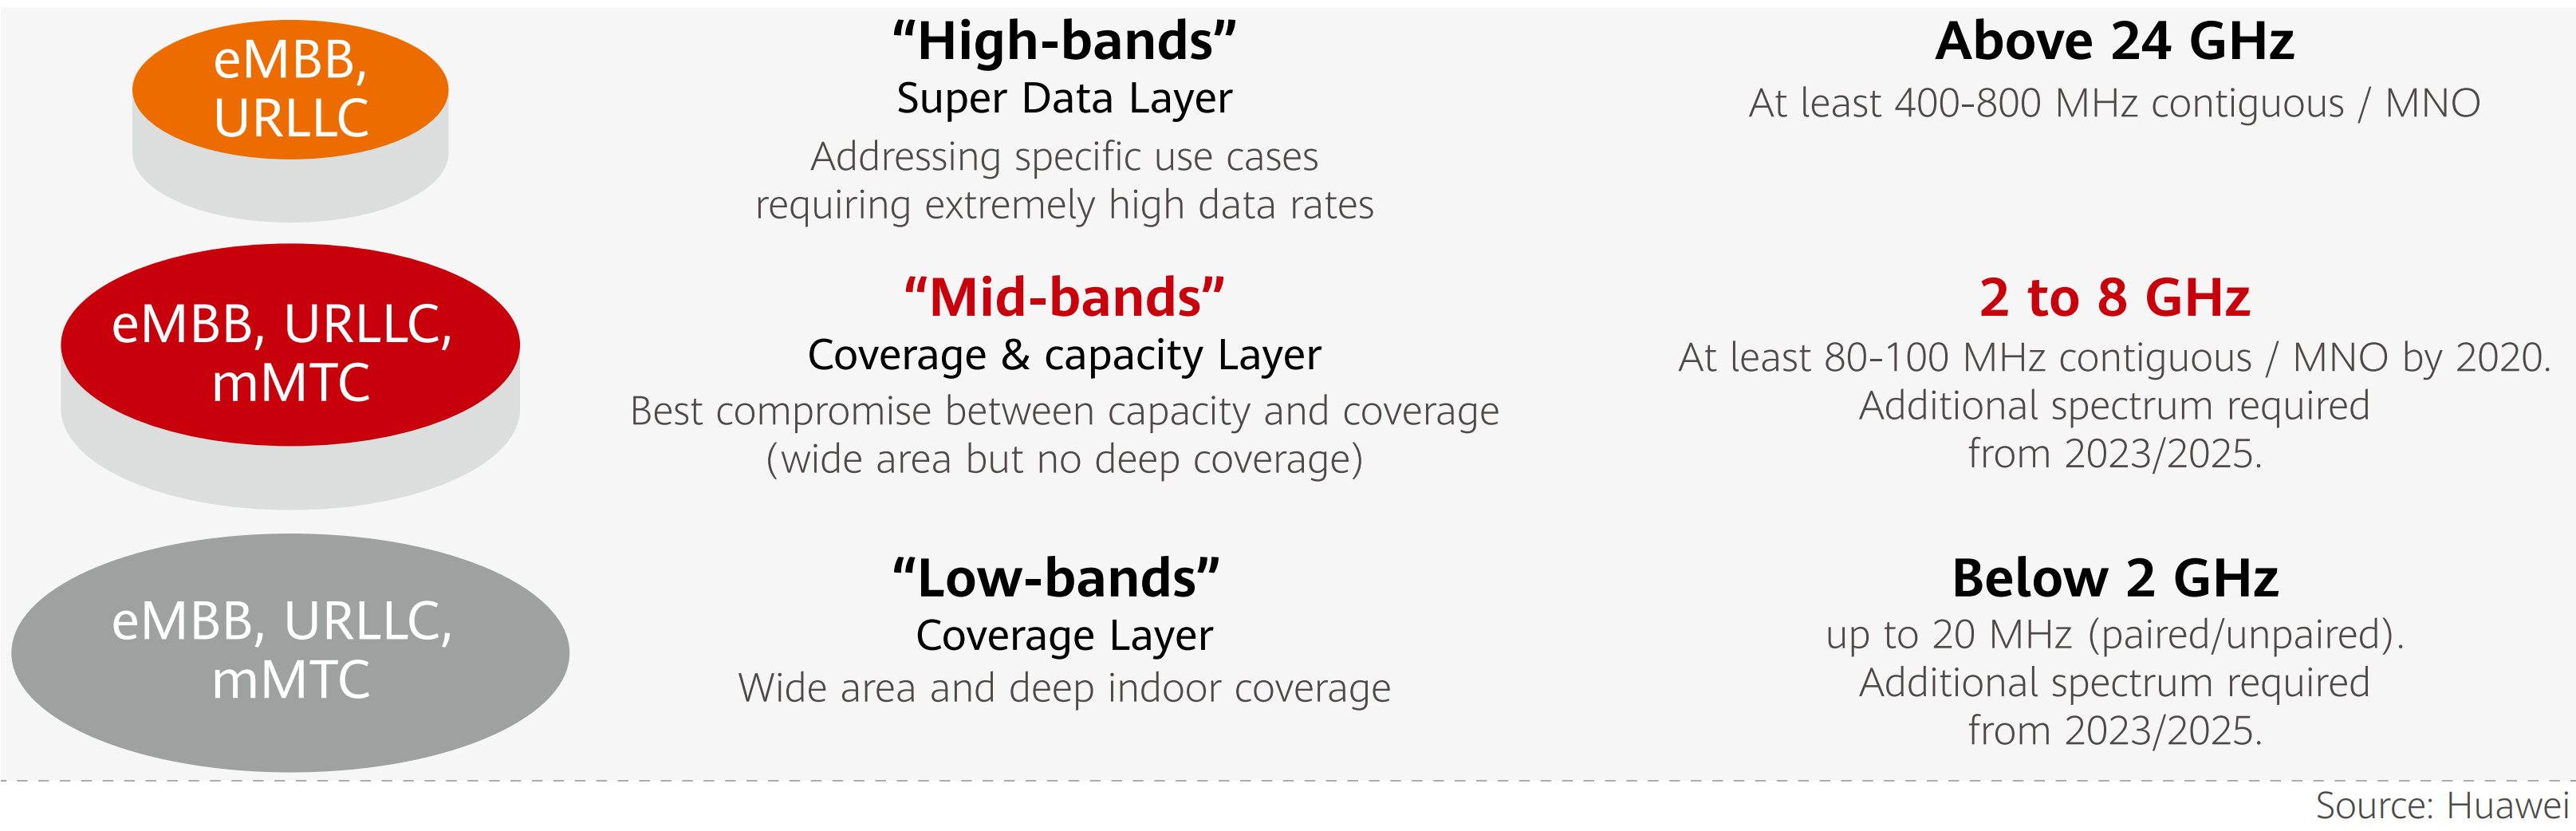 eMBB,
URLLC
“High-bands”
Super Data Layer
Addressing specific use cases
requiring extremely high data rates
Above 24 GHz
At least 400-800 MHz contiguous / MNO
eMBB, URLLC,
mMTC
“Mid-bands”
Coverage & capacity Layer
Best compromise between capacity and coverage
(wide area but no deep coverage)
2 to 8 GHz
At least 80-100 MHz contiguous / MNO by 2020.
Additional spectrum required
from 2023/2025.
eMBB, URLLC,
mMTC
“Low-bands”
Coverage Layer
Wide area and deep indoor coverage
Below 2 GHz
up to 20 MHz (paired/unpaired).
Additional spectrum required
from 2023/2025.
Source: Huawei